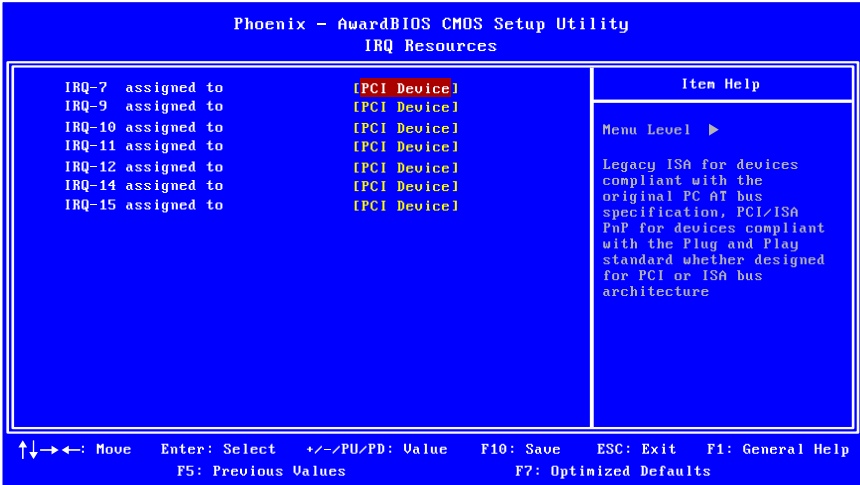 Phoenix - AwardBIOS CMOS Setup Utility
IRQ Resources
IRQ-7 assigned to [PCI Device]
IRQ-9 assigned to [PCI Device]
IRQ-10 assigned to [PCI Device]
IRQ-11 assigned to [PCI Device]
IRQ-12 assigned to [PCI Device]
IRQ-14 assigned to [PCI Device]
IRQ-15 assigned to [PCI Device]
Item Help
Menu Level ▶
Legacy ISA for devices
compliant with the
original PC AT bus
specification, PCI/ISA
PnP for devices compliant
with the Plug and Play
standard whether designed
for PCI or ISA bus
architecture
↑↓→←: Move Enter: Select +/-/PU/PD: Value F10: Save ESC: Exit F1: General Help
F5: Previous Values F7: Optimized Defaults